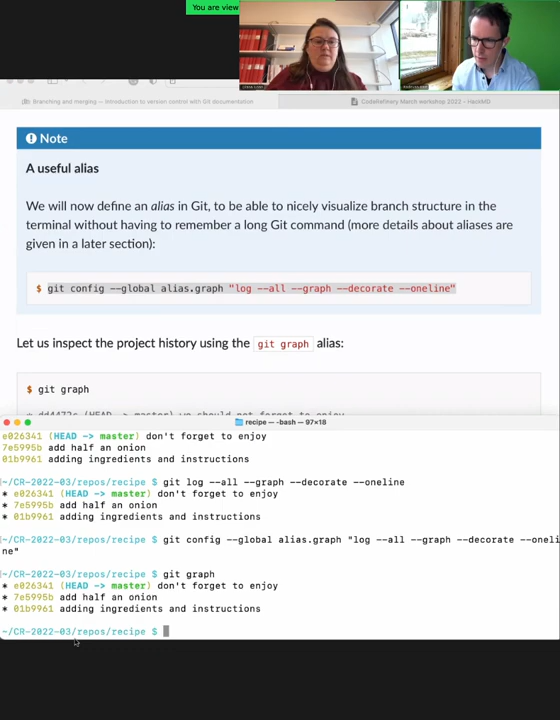 You are view
Branching and merging — Introduction to version control with Git documentation
CodeRefinery March workshop 2022 - HackMD
Note
A useful alias
We will now define an alias in Git, to be able to nicely visualize branch structure in the
terminal without having to remember a long Git command (more details about aliases are
given in a later section):
$ git config --global alias.graph "log --all --graph --decorate --oneline"
Let us inspect the project history using the git graph alias:
$ git graph
* dd4472c (HEAD -> master) we should not forget to enjoy
recipe — -bash — 97×18
e026341 (HEAD -> master) don't forget to enjoy
7e5995b add half an onion
01b9961 adding ingredients and instructions
~/CR-2022-03/repos/recipe $ git log --all --graph --decorate --oneline
* e026341 (HEAD -> master) don't forget to enjoy
* 7e5995b add half an onion
* 01b9961 adding ingredients and instructions
~/CR-2022-03/repos/recipe $ git config --global alias.graph "log --all --graph --decorate --oneli
ne"
~/CR-2022-03/repos/recipe $ git graph
* e026341 (HEAD -> master) don't forget to enjoy
* 7e5995b add half an onion
* 01b9961 adding ingredients and instructions
~/CR-2022-03/repos/recipe $